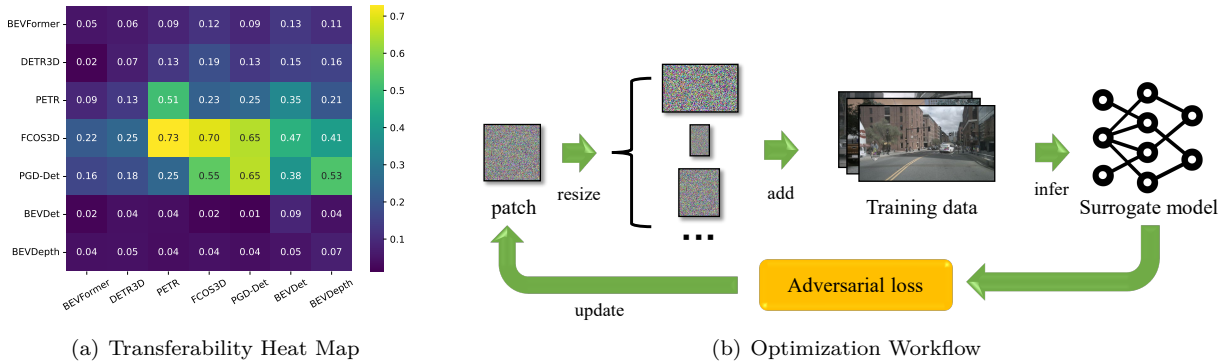 BEVFormer 0.05 0.06 0.09 0.12 0.09 0.13 0.11
DETR3D 0.02 0.07 0.13 0.19 0.13 0.15 0.16
PETR 0.09 0.13 0.51 0.23 0.25 0.35 0.21
FCOS3D 0.22 0.25 0.73 0.70 0.65 0.47 0.41
PGD-Det 0.16 0.18 0.25 0.55 0.65 0.38 0.53
BEVDet 0.02 0.04 0.04 0.02 0.01 0.09 0.04
BEVDepth 0.04 0.05 0.04 0.04 0.04 0.05 0.07
BEVFormer DETR3D PETR FCOS3D PGD-Det BEVDet BEVDepth
0.7
0.6
0.5
0.4
0.3
0.2
0.1
(a) Transferability Heat Map
patch
resize
...
add
Training data
infer
Surrogate model
Adversarial loss
update
(b) Optimization Workflow